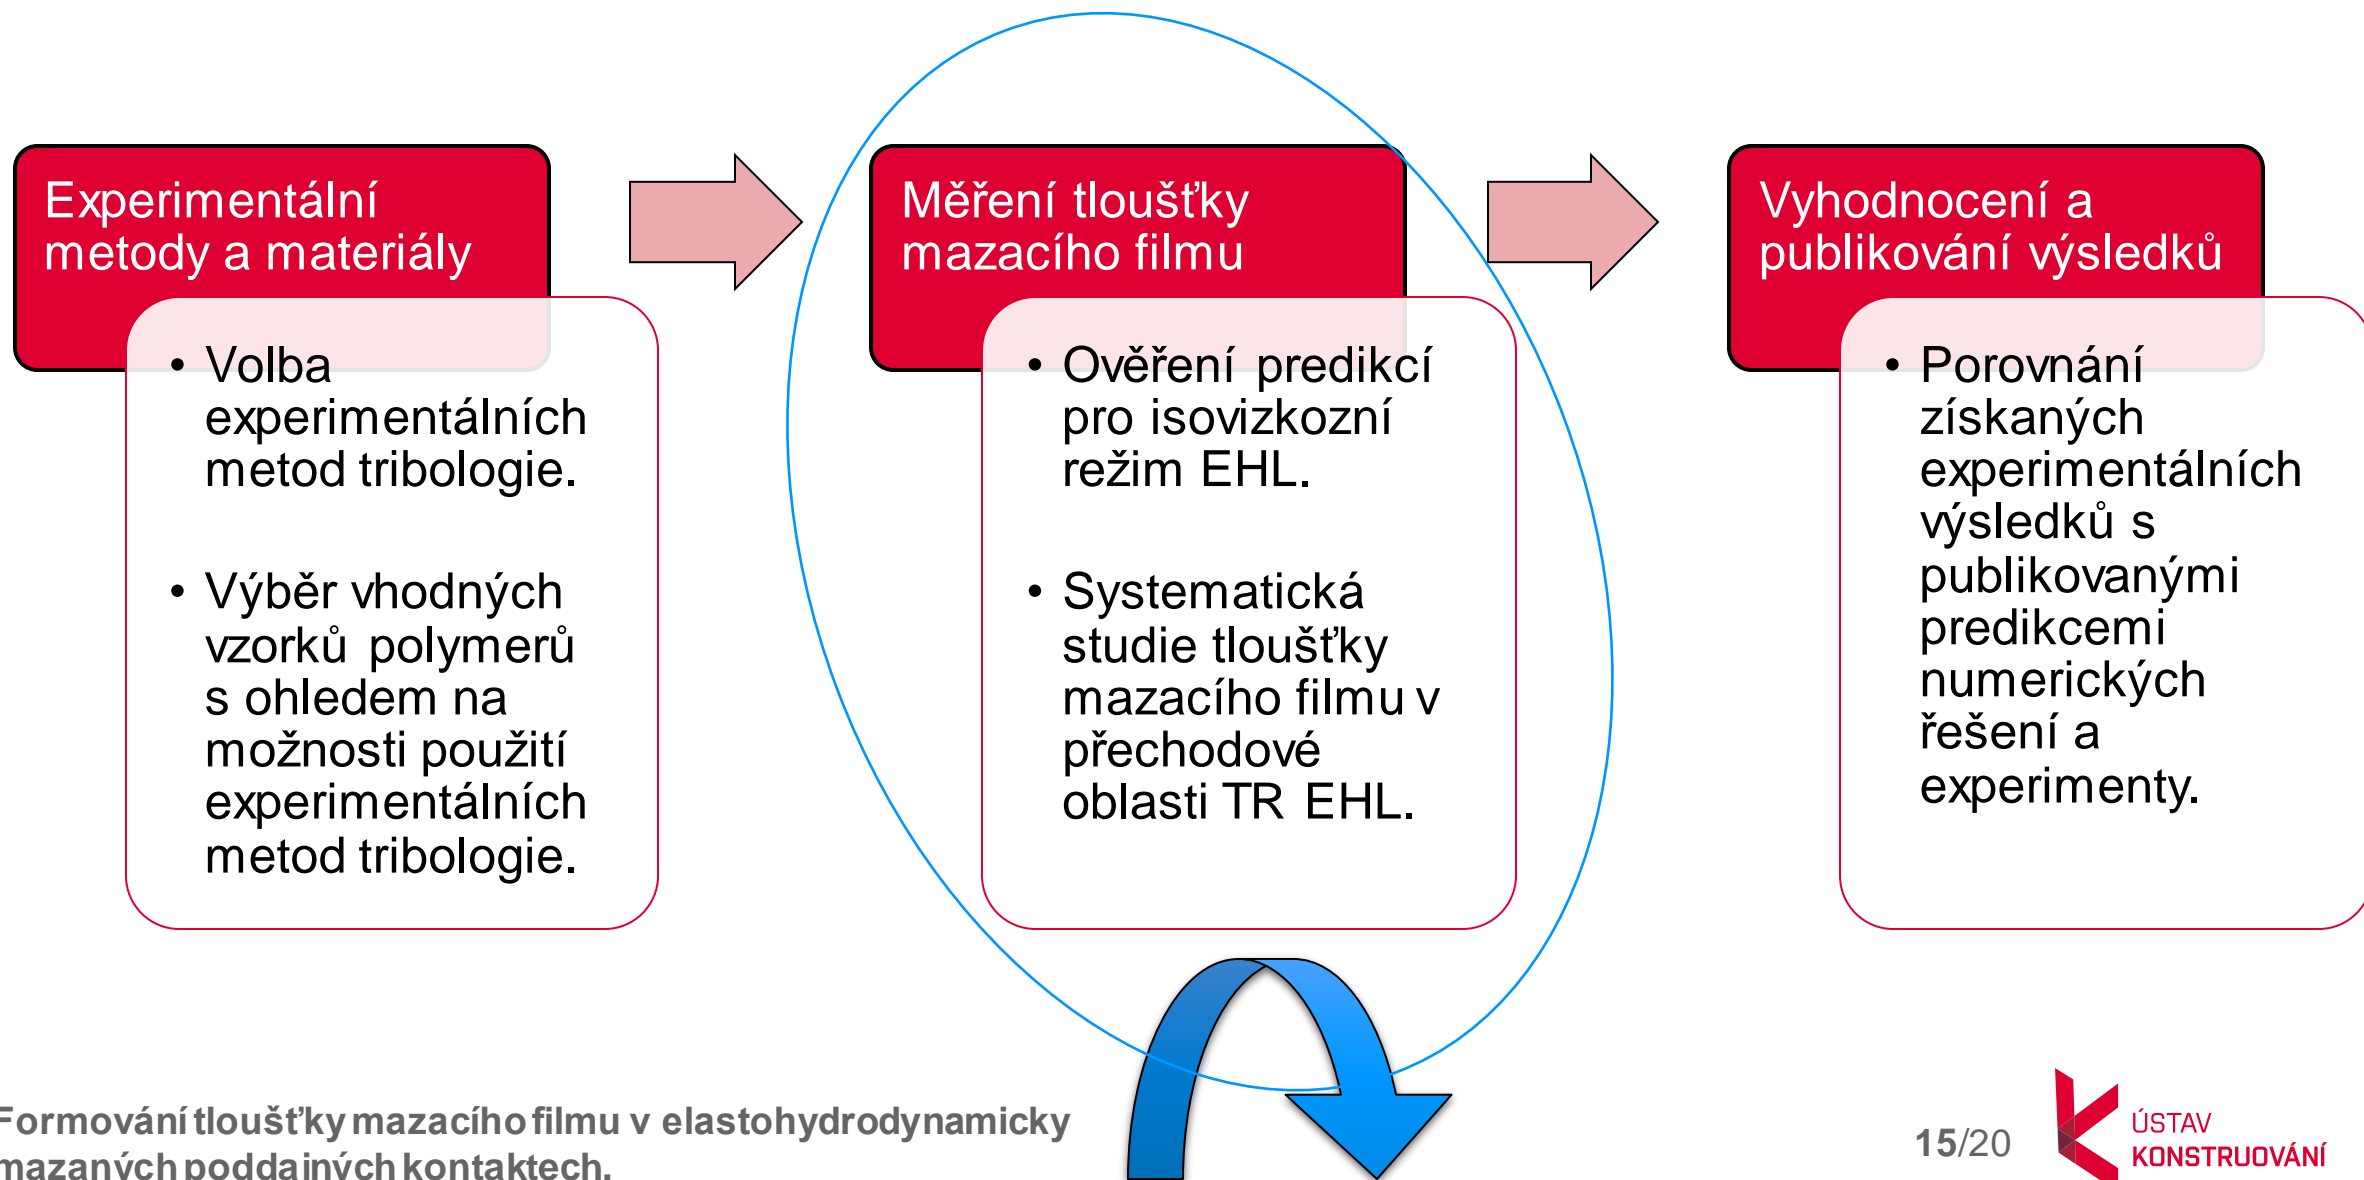 Experimentální
metody a materiály
• Volba
experimentálních
metod tribologie.
• Výběr vhodných
vzorků polymerů
s ohledem na
možnosti použití
experimentálních
metod tribologie.
Měření tloušťky
mazacího filmu
• Ověření predikcí
pro isovizkozní
režim EHL.
• Systematická
studie tloušťky
mazacího filmu v
přechodové
oblasti TR EHL.
Vyhodnocení a
publikování výsledků
• Porovnání
získaných
experimentálních
výsledků s
publikovanými
predikcemi
numerických
řešení a
experimenty.
Formování tloušťky mazacího filmu v elastohydrodynamicky
mazaných poddajných kontaktech.
15/20
ÚSTAV
KONSTRUOVÁNÍ